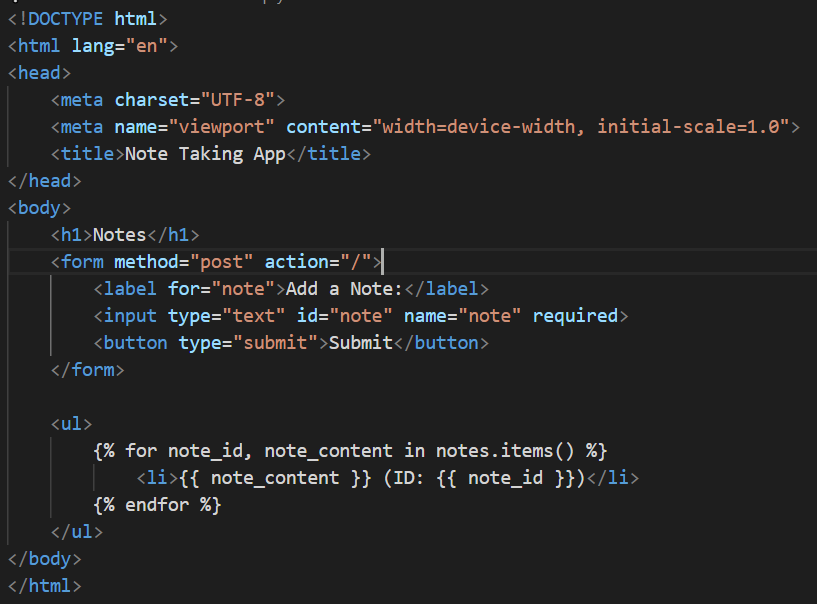 <!DOCTYPE html>
<html lang="en">
<head>
    <meta charset="UTF-8">
    <meta name="viewport" content="width=device-width, initial-scale=1.0">
    <title>Note Taking App</title>
</head>
<body>
    <h1>Notes</h1>
    <form method="post" action="/">
        <label for="note">Add a Note:</label>
        <input type="text" id="note" name="note" required>
        <button type="submit">Submit</button>
    </form>

    <ul>
        {% for note_id, note_content in notes.items() %}
            <li>{{ note_content }} (ID: {{ note_id }})</li>
        {% endfor %}
    </ul>
</body>
</html>